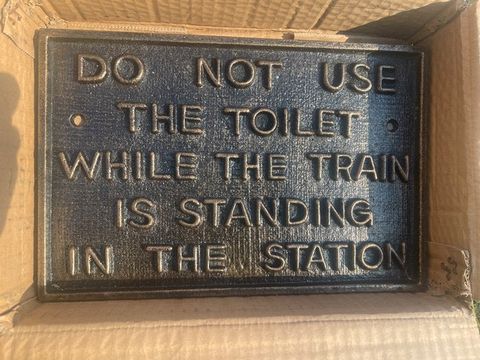 DO NOT USE
THE TOILET
WHILE THE TRAIN
IS STANDING
IN THE STATION